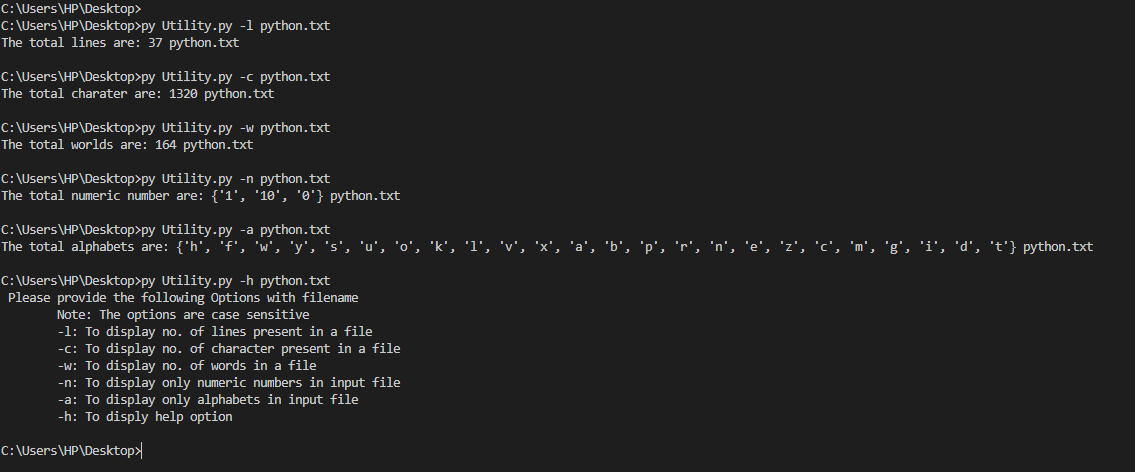 C:\Users\HP\Desktop>
C:\Users\HP\Desktop>py Utility.py -l python.txt
The total lines are: 37 python.txt
C:\Users\HP\Desktop>py Utility.py -c python.txt
The total charater are: 1320 python.txt
C:\Users\HP\Desktop>py Utility.py -w python.txt
The total worlds are: 164 python.txt
C:\Users\HP\Desktop>py Utility.py -n python.txt
The total numeric number are: {'1', '10', '0'} python.txt
C:\Users\HP\Desktop>py Utility.py -a python.txt
The total alphabets are: {'h', 'f', 'w', 'y', 's', 'u', 'o', 'k', 'l', 'v', 'x', 'a', 'b', 'p', 'r', 'n', 'e', 'z', 'c', 'm', 'g', 'i', 'd', 't'} python.txt
C:\Users\HP\Desktop>py Utility.py -h python.txt
Please provide the following Options with filename
Note: The options are case sensitive
-l: To display no. of lines present in a file
-c: To display no. of character present in a file
-w: To display no. of words in a file
-n: To display only numeric numbers in input file
-a: To display only alphabets in input file
-h: To disply help option
C:\Users\HP\Desktop>